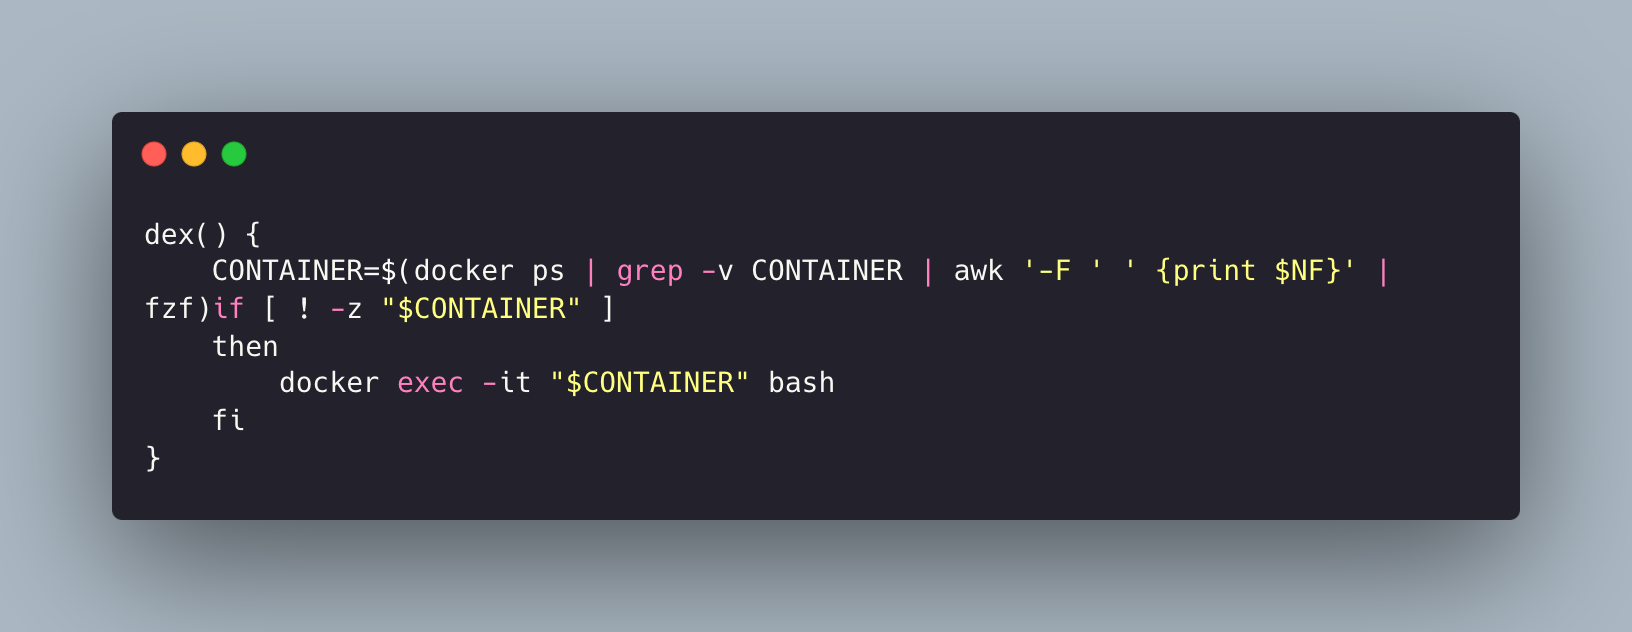 dex() {
    CONTAINER=$(docker ps | grep -v CONTAINER | awk '-F ' ' {print $NF}' |
fzf)if [ ! -z "$CONTAINER" ]
    then
        docker exec -it "$CONTAINER" bash
    fi
}